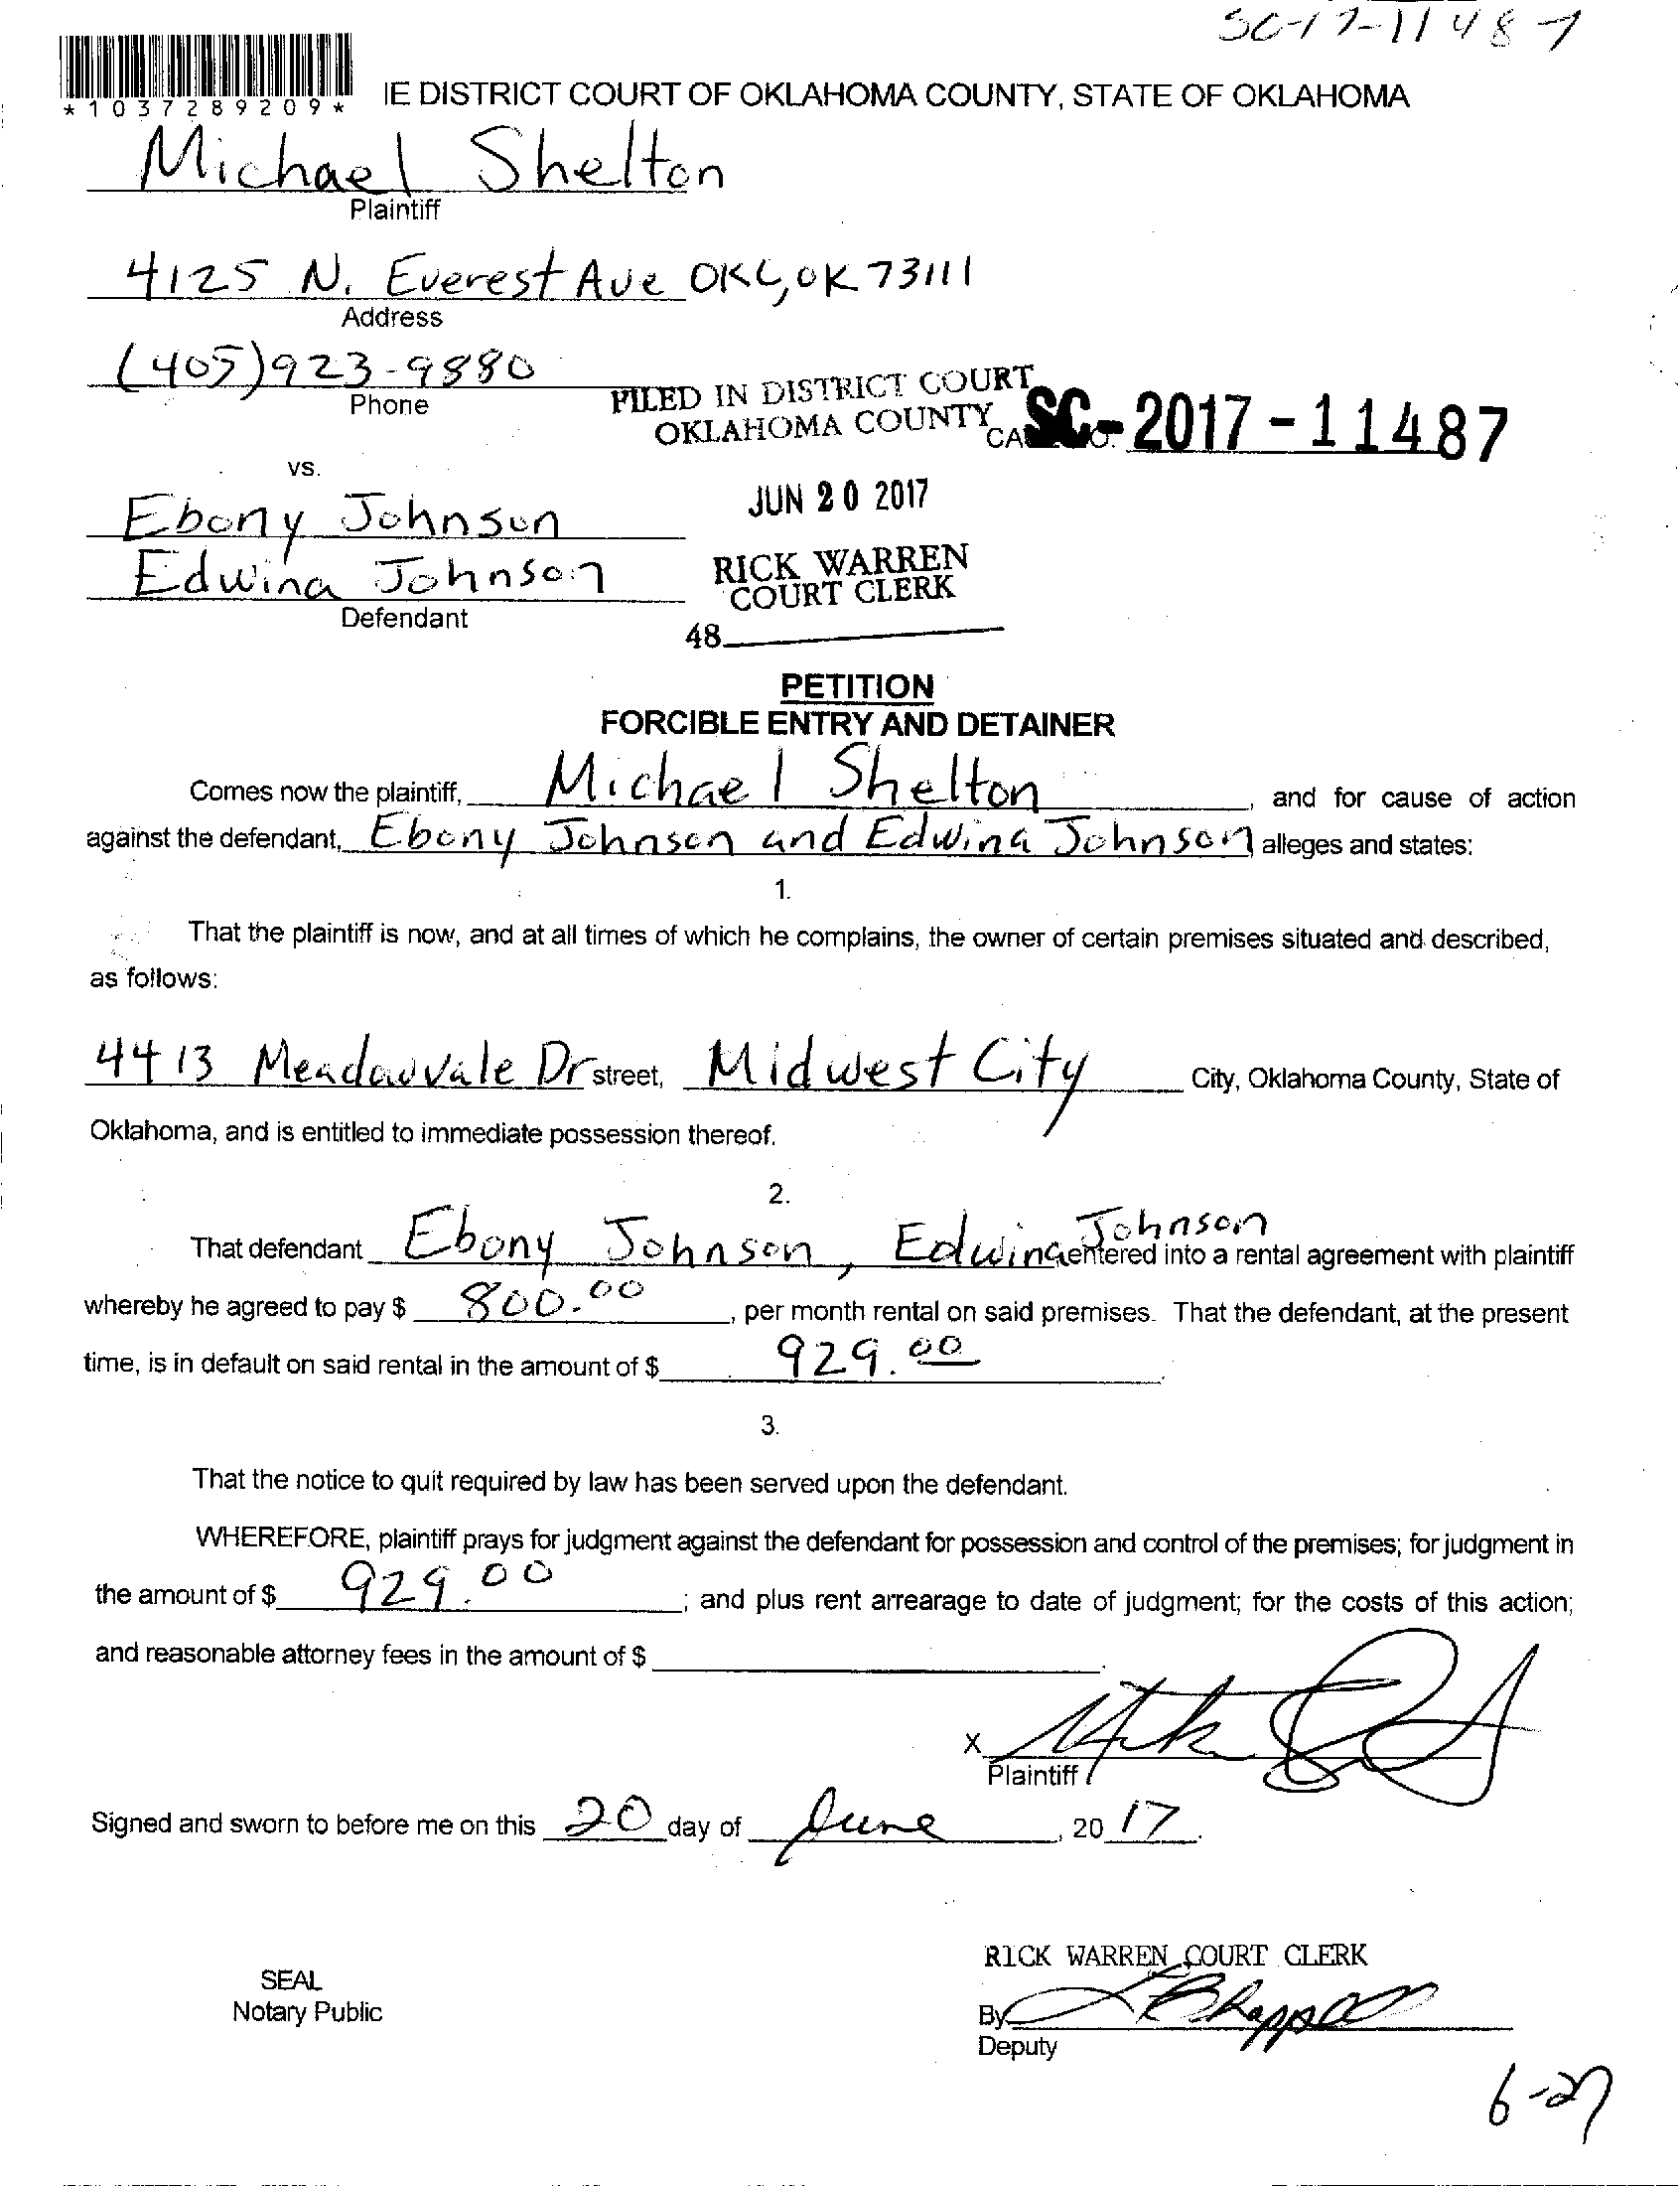 SC-17-11487
*1037289209*
IE DISTRICT COURT OF OKLAHOMA COUNTY, STATE OF OKLAHOMA
Michael Shelton
Plaintiff
4125 N. Everest Ave OKC, OK 73111
Address
(405) 923-9880
Phone
FILED IN DISTRICT COURT
OKLAHOMA COUNTY
CA SC-2017-11487
vs.
JUN 20 2017
Ebony Johnson
Edwina Johnson
Defendant
RICK WARREN
COURT CLERK
48
PETITION
FORCIBLE ENTRY AND DETAINER
Comes now the plaintiff, Michael Shelton, and for cause of action
against the defendant, Ebony Johnson and Edwina Johnson alleges and states:
1.
That the plaintiff is now, and at all times of which he complains, the owner of certain premises situated and described,
as follows:
4413 Meadowvale Dr street, Midwest City City, Oklahoma County, State of
Oklahoma, and is entitled to immediate possession thereof.
2.
That defendant Ebony Johnson, Edwina Johnson entered into a rental agreement with plaintiff
whereby he agreed to pay $ 800.00, per month rental on said premises. That the defendant, at the present
time, is in default on said rental in the amount of $ 929.00.
3.
That the notice to quit required by law has been served upon the defendant.
WHEREFORE, plaintiff prays for judgment against the defendant for possession and control of the premises; for judgment in
the amount of $ 929.00; and plus rent arrearage to date of judgment; for the costs of this action;
and reasonable attorney fees in the amount of $
X
Plaintiff
Signed and sworn to before me on this 20 day of June, 20 17.
RICK WARREN COURT CLERK
SEAL
Notary Public
By
Deputy
6-27